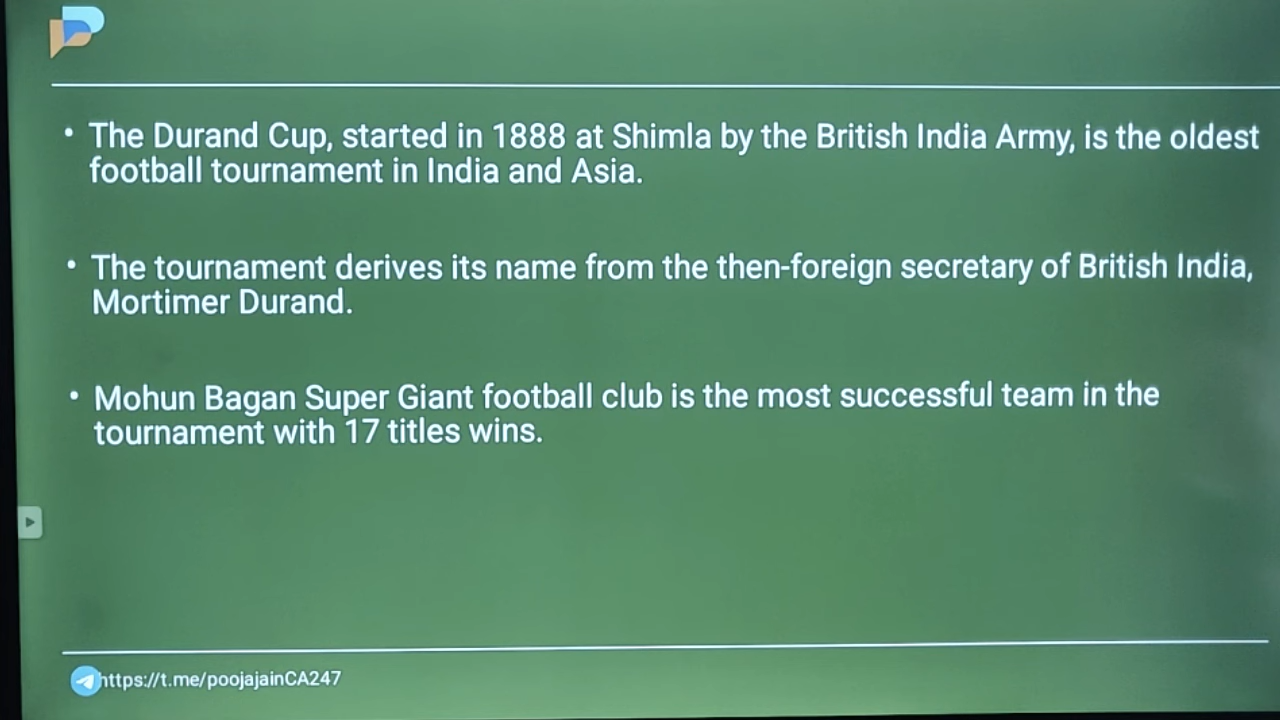 • The Durand Cup, started in 1888 at Shimla by the British India Army, is the oldest
football tournament in India and Asia.
• The tournament derives its name from the then-foreign secretary of British India,
Mortimer Durand.
• Mohun Bagan Super Giant football club is the most successful team in the
tournament with 17 titles wins.
https://t.me/poojajainCA247